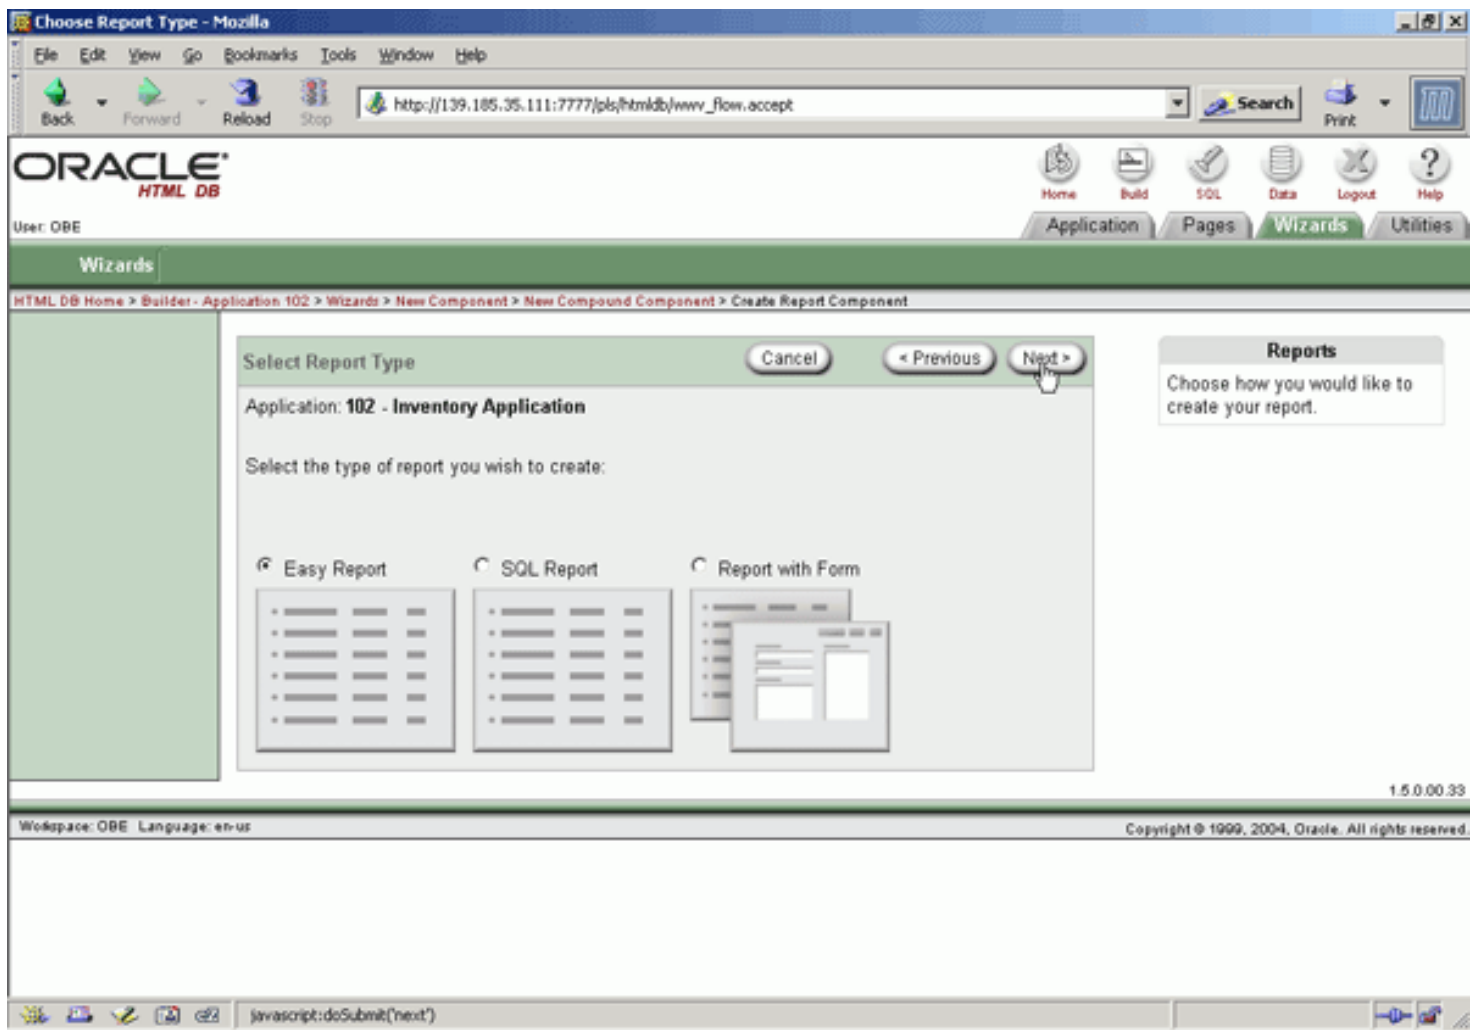 Choose Report Type - Mozilla
File Edit View Go Bookmarks Tools Window Help
Back Forward Reload Stop http://139.185.35.111:7777/pls/htmldb/wwv_flow.accept Search Print
ORACLE
HTML DB
Home Build SQL Data Logout Help
User: OBE
Application Pages Wizards Utilities
Wizards
HTML DB Home > Builder - Application 102 > Wizards > New Component > New Compound Component > Create Report Component
Select Report Type Cancel < Previous Next >
Application: 102 - Inventory Application
Select the type of report you wish to create:
Easy Report SQL Report Report with Form
Reports
Choose how you would like to
create your report.
1.5.0.00.33
Workspace: OBE Language: en-us Copyright © 1999, 2004, Oracle. All rights reserved.
javascript:doSubmit('next')